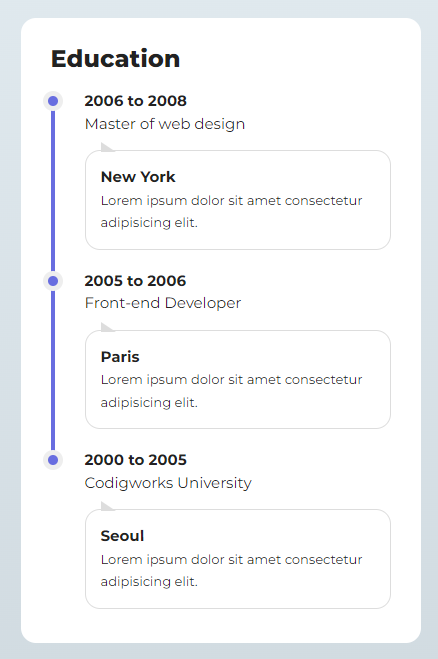 Education
2006 to 2008
Master of web design
New York
Lorem ipsum dolor sit amet consectetur
adipisicing elit.
2005 to 2006
Front-end Developer
Paris
Lorem ipsum dolor sit amet consectetur
adipisicing elit.
2000 to 2005
Codigworks University
Seoul
Lorem ipsum dolor sit amet consectetur
adipisicing elit.